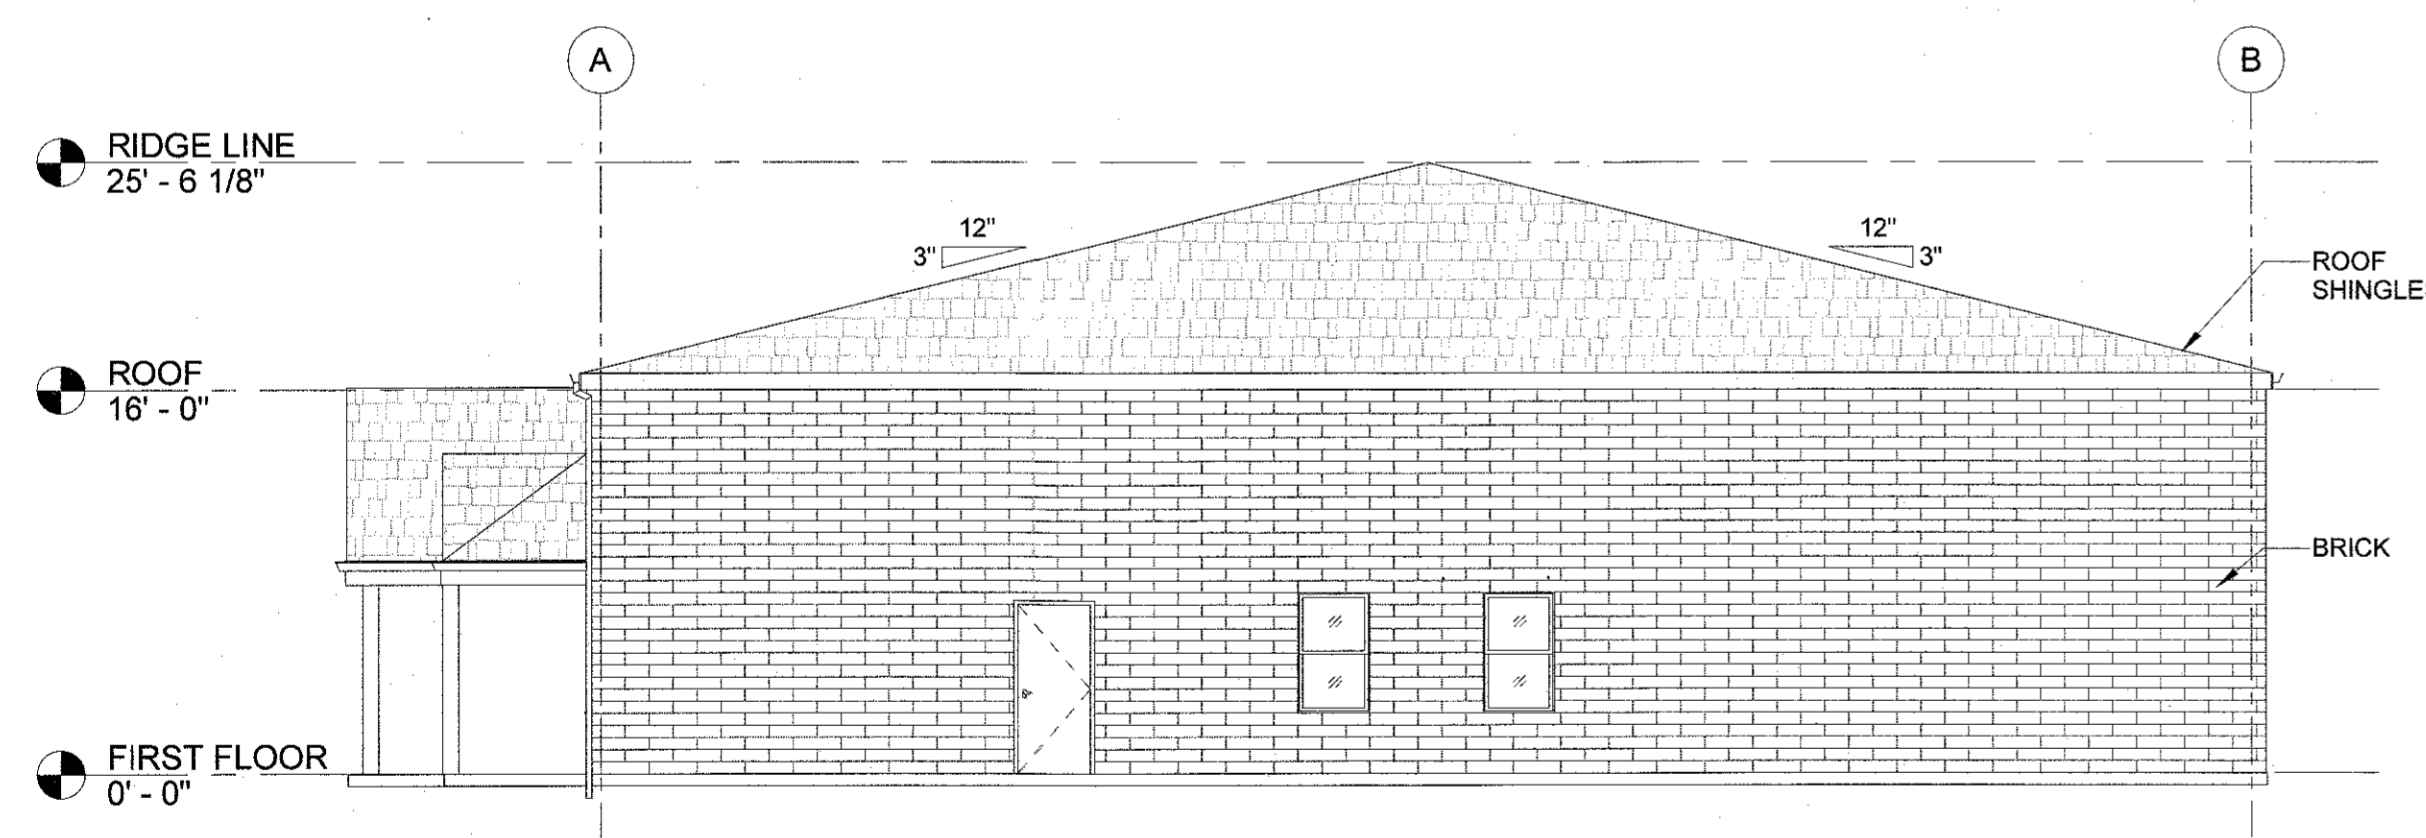 A
B
RIDGE LINE
25' - 6 1/8"
12"
3"
12"
3"
ROOF
SHINGLES
ROOF
16' - 0"
BRICK
FIRST FLOOR
0' - 0"